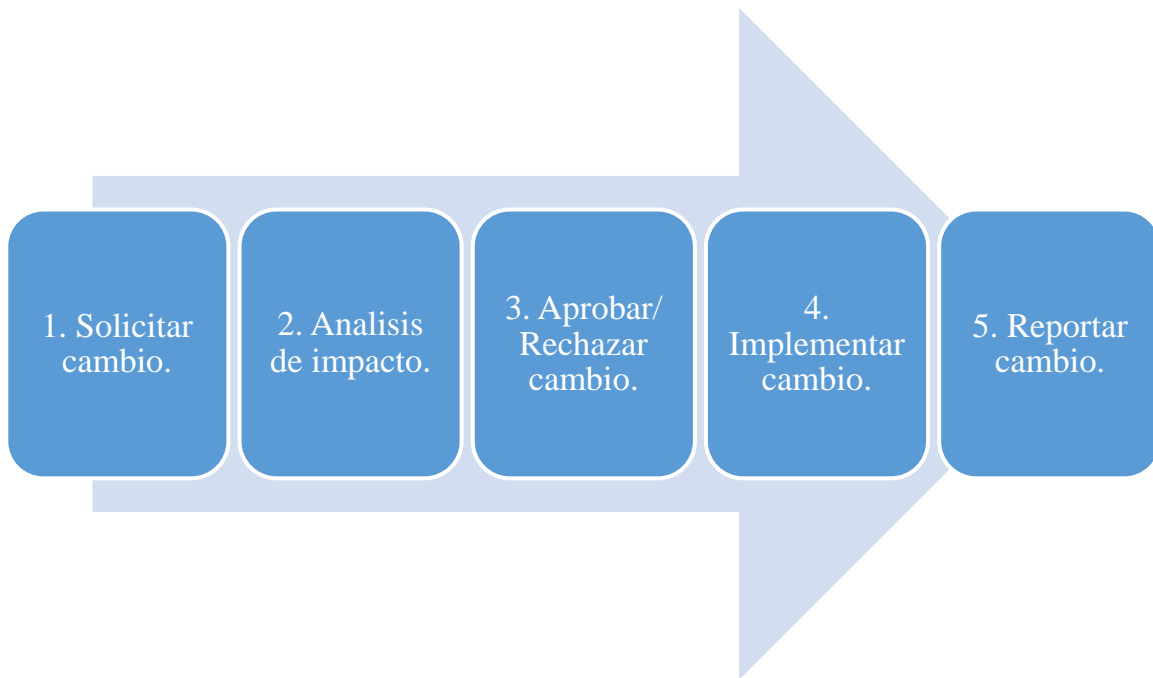 1. Solicitar
cambio.
2. Analisis
de impacto.
3. Aprobar/
Rechazar
cambio.
4.
Implementar
cambio.
5. Reportar
cambio.